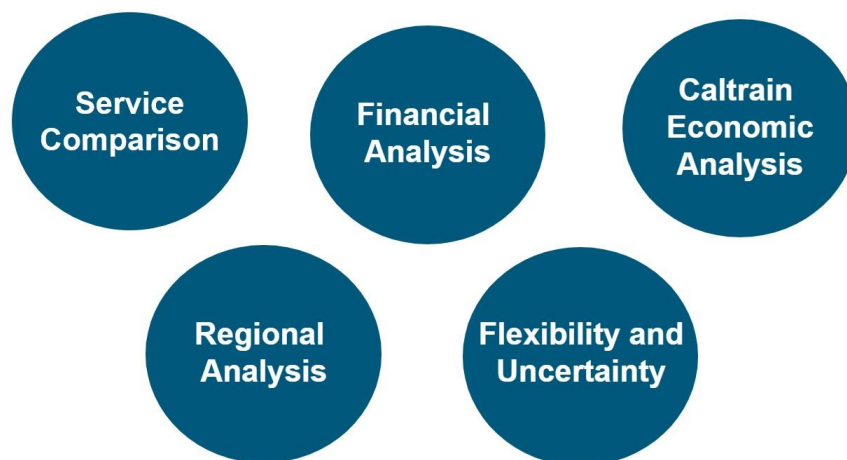 Service
Comparison
Financial
Analysis
Caltrain
Economic
Analysis
Regional
Analysis
Flexibility and
Uncertainty